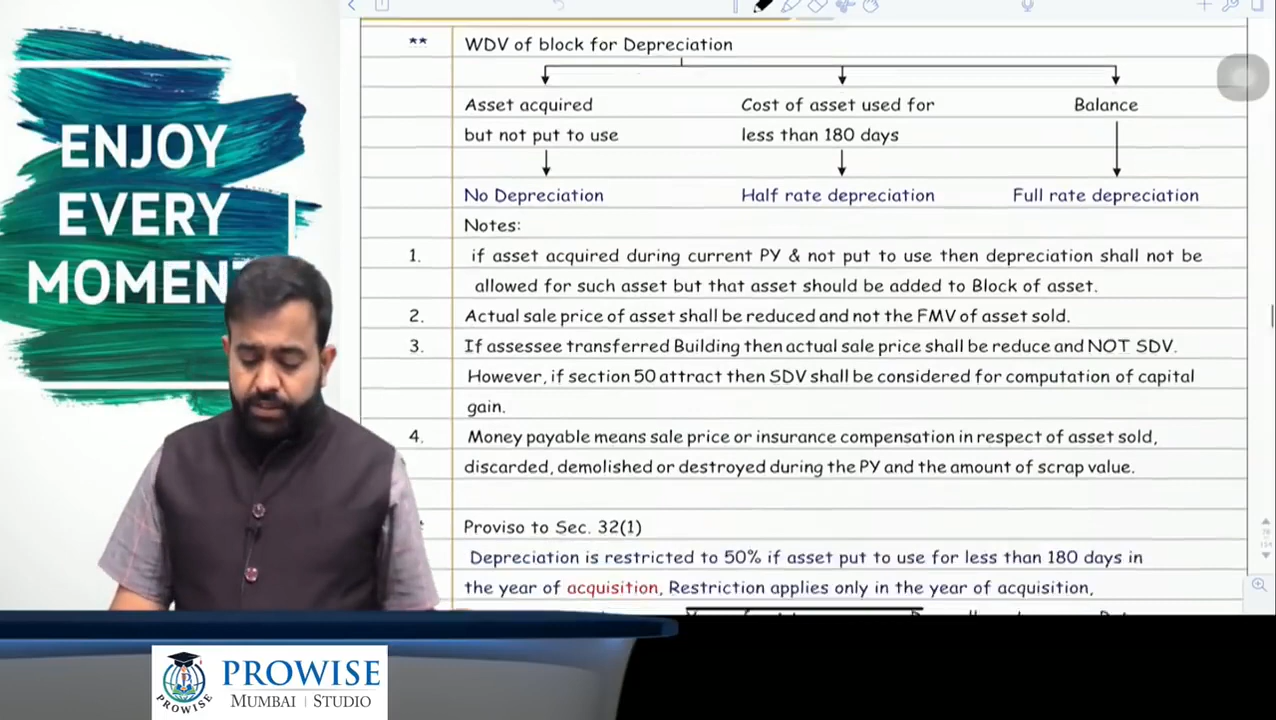 ENJOY
EVERY
MOMENT
** WDV of block for Depreciation
Asset acquired Cost of asset used for Balance
but not put to use less than 180 days
No Depreciation Half rate depreciation Full rate depreciation
Notes:
1. if asset acquired during current PY & not put to use then depreciation shall not be
allowed for such asset but that asset should be added to Block of asset.
2. Actual sale price of asset shall be reduced and not the FMV of asset sold.
3. If assessee transferred Building then actual sale price shall be reduce and NOT SDV.
However, if section 50 attract then SDV shall be considered for computation of capital
gain.
4. Money payable means sale price or insurance compensation in respect of asset sold,
discarded, demolished or destroyed during the PY and the amount of scrap value.
Proviso to Sec. 32(1)
Depreciation is restricted to 50% if asset put to use for less than 180 days in
the year of acquisition, Restriction applies only in the year of acquisition,
PROWISE
PROWISE
MUMBAI | STUDIO